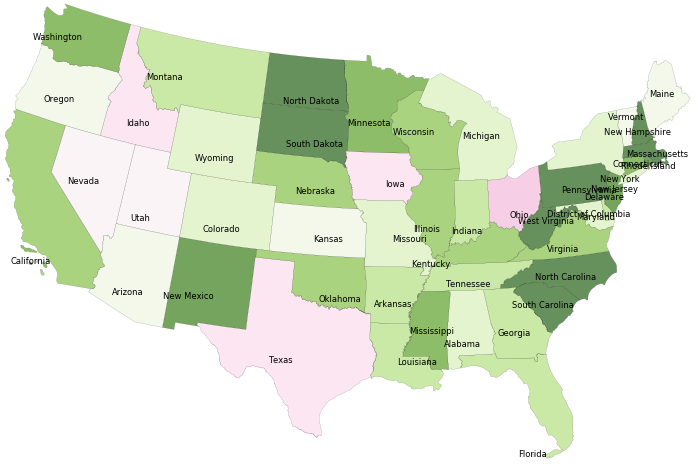 Washington
Oregon
Idaho
Montana
North Dakota
South Dakota
Minnesota
Wisconsin
Michigan
Maine
Vermont
New Hampshire
Massachusetts
Connecticut
Rhodensland
New York
New Jersey
Pennsylvania
Delaware
District of Columbia
Maryland
Wyoming
Nevada
Utah
Colorado
Nebraska
Iowa
Illinois
Indiana
Ohio
West Virginia
Virginia
Kansas
Missouri
Kentucky
California
Arizona
New Mexico
Oklahoma
Arkansas
Tennessee
North Carolina
South Carolina
Mississippi
Alabama
Georgia
Texas
Louisiana
Florida